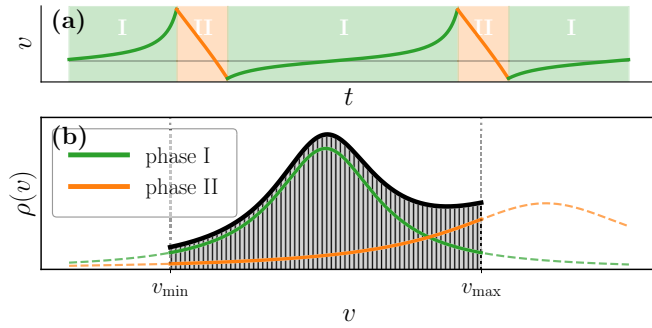 (a)
I II I II I
v
t
(b)
phase I
phase II
ρ(v)
v_min v_max
v